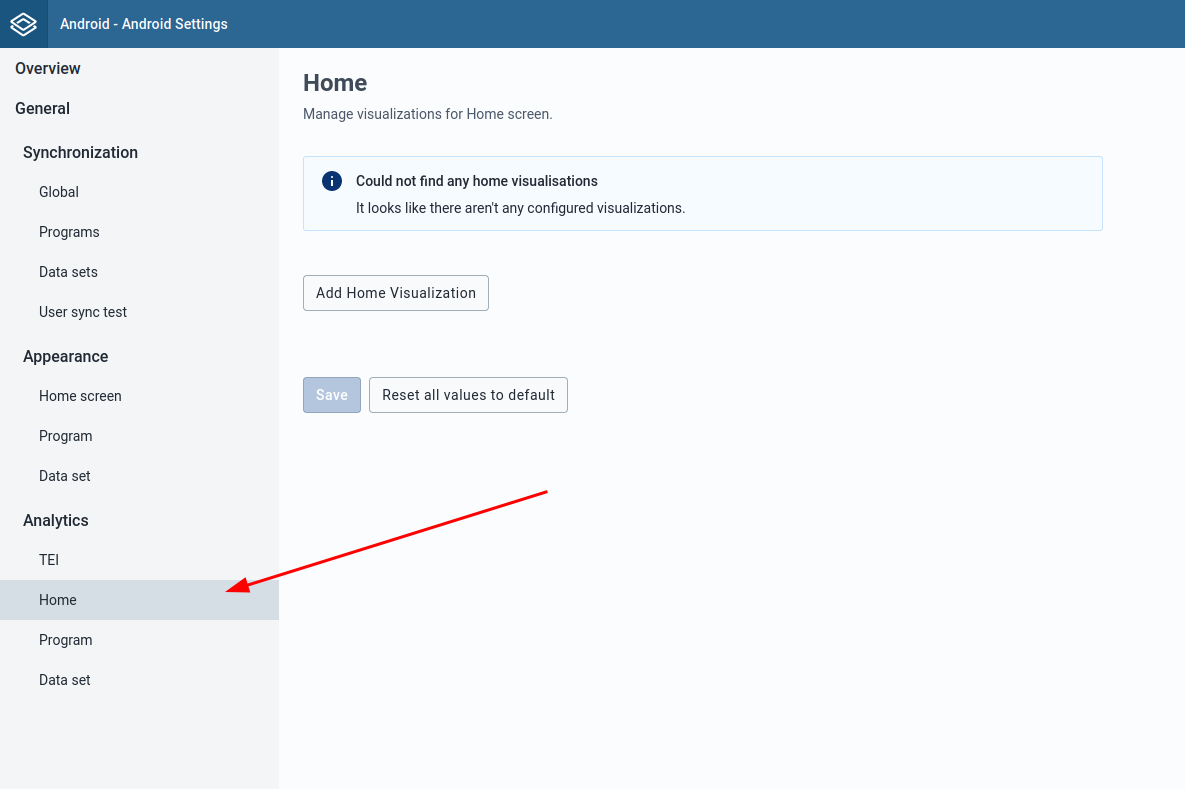 Android - Android Settings
Overview
General
Synchronization
Global
Programs
Data sets
User sync test
Appearance
Home screen
Program
Data set
Analytics
TEI
Home
Program
Data set
Home
Manage visualizations for Home screen.
Could not find any home visualisations
It looks like there aren't any configured visualizations.
Add Home Visualization
Save
Reset all values to default